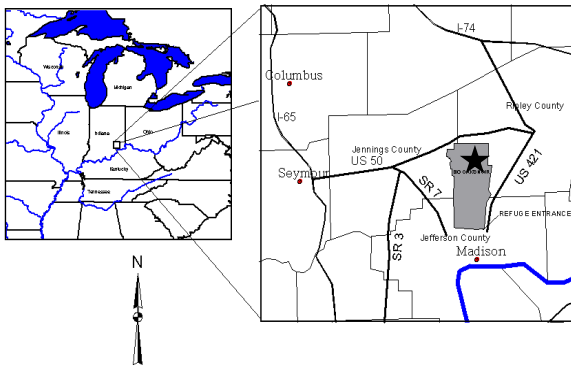 Wisconsin
Michigan
Illinois
Indiana
Ohio
Kentucky
Tennessee
N
I-74
Columbus
Ripley County
I-65
Jennings County
US 50
Seymour
SR 7
US 421
REFUGE ENTRANCE
Jefferson County
SR 3
Madison